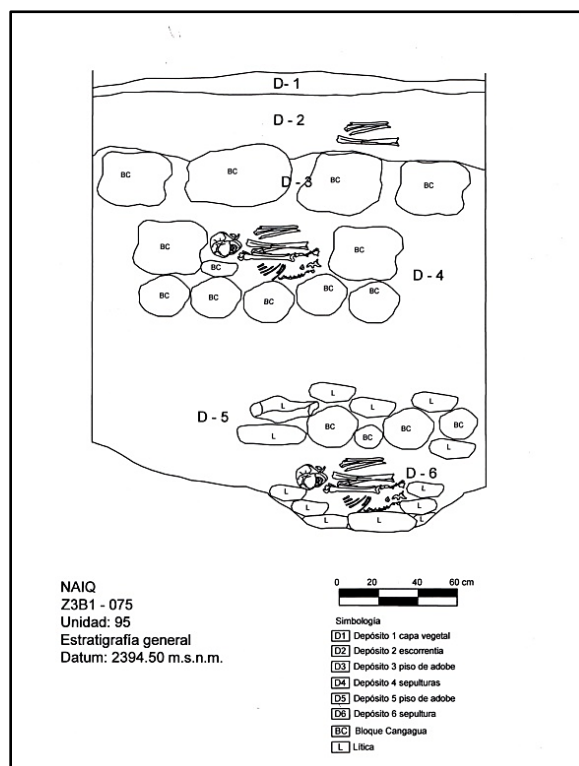 D-1
D - 2
BC
BC
D - 3
BC
BC
BC
BC
BC
D - 4
BC
BC
BC
BC
BC
L
L
L
L
D - 5
BC
BC
BC
L
BC
L
D - 6
L
L
L
L
L
L
L
NAIQ
Z3B1 - 075
Unidad: 95
Estratigrafía general
Datum: 2394.50 m.s.n.m.
0 20 40 60 cm
Simbología
D1 Depósito 1 capa vegetal
D2 Depósito 2 escorrentia
D3 Depósito 3 piso de adobe
D4 Depósito 4 sepulturas
D5 Depósito 5 piso de adobe
D6 Depósito 6 sepultura
BC Bloque Cangagua
L Lítica